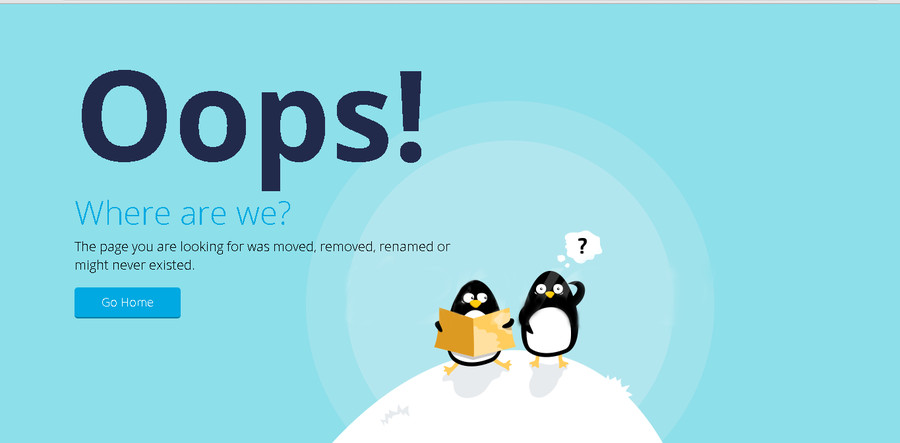 Oops!
Where are we?
The page you are looking for was moved, removed, renamed or
might never existed.
Go Home
?